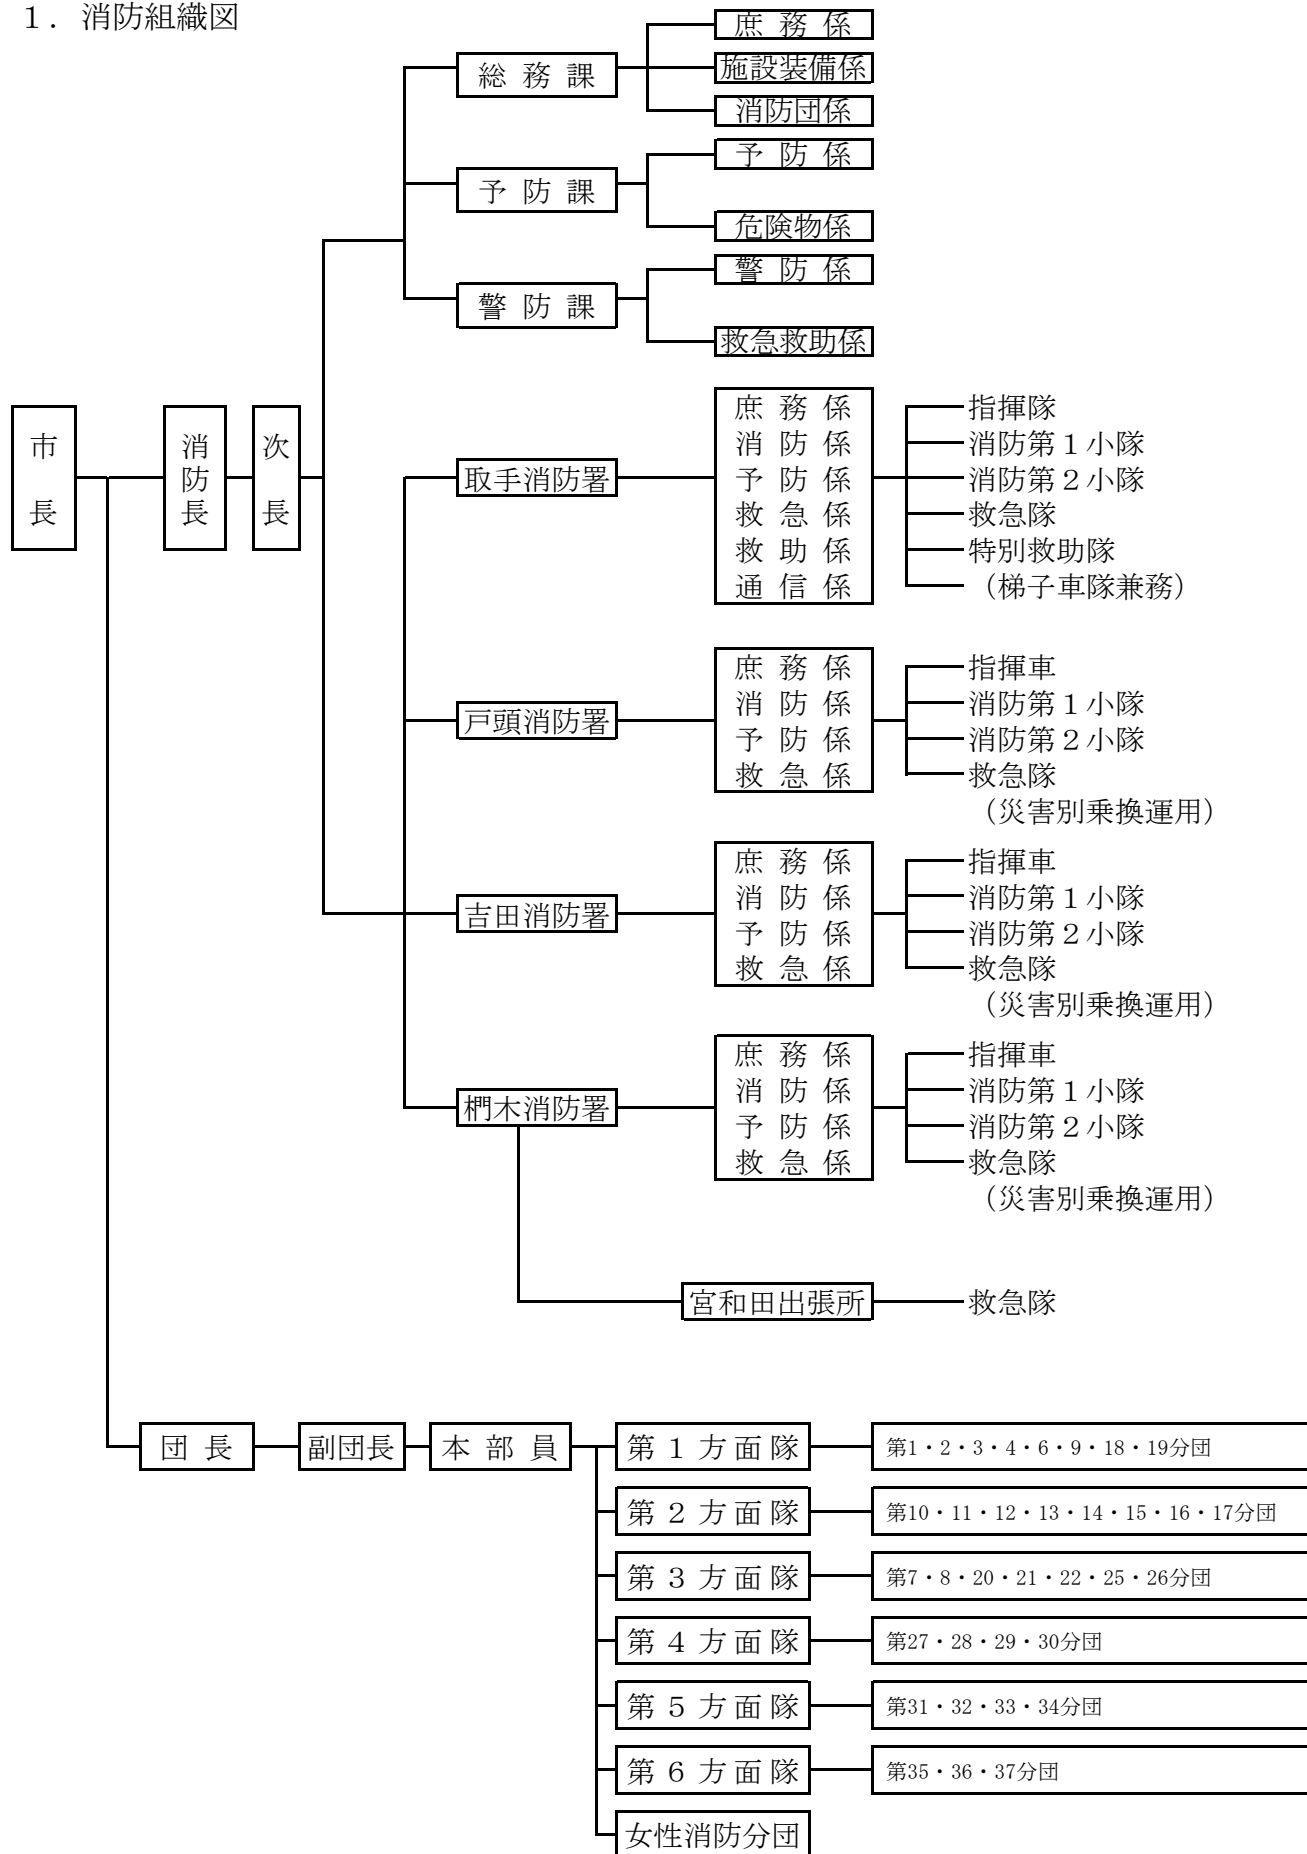 1．消防組織図
庶 務 係
総 務 課
施設装備係
消防団係
予 防 係
予 防 課
危険物係
警 防 係
警 防 課
救急救助係
市長
消防長
次長
取手消防署
庶 務 係
消 防 係
予 防 係
救 急 係
救 助 係
通 信 係
指揮隊
消防第１小隊
消防第２小隊
救急隊
特別救助隊
（梯子車隊兼務）
戸頭消防署
庶 務 係
消 防 係
予 防 係
救 急 係
指揮車
消防第１小隊
消防第２小隊
救急隊
（災害別乗換運用）
吉田消防署
庶 務 係
消 防 係
予 防 係
救 急 係
指揮車
消防第１小隊
消防第２小隊
救急隊
（災害別乗換運用）
椚木消防署
庶 務 係
消 防 係
予 防 係
救 急 係
指揮車
消防第１小隊
消防第２小隊
救急隊
（災害別乗換運用）
宮和田出張所
救急隊
団 長
副団長
本 部 員
第 １ 方 面 隊
第1・2・3・4・6・9・18・19分団
第 ２ 方 面 隊
第10・11・12・13・14・15・16・17分団
第 ３ 方 面 隊
第7・8・20・21・22・25・26分団
第 ４ 方 面 隊
第27・28・29・30分団
第 ５ 方 面 隊
第31・32・33・34分団
第 ６ 方 面 隊
第35・36・37分団
女性消防分団